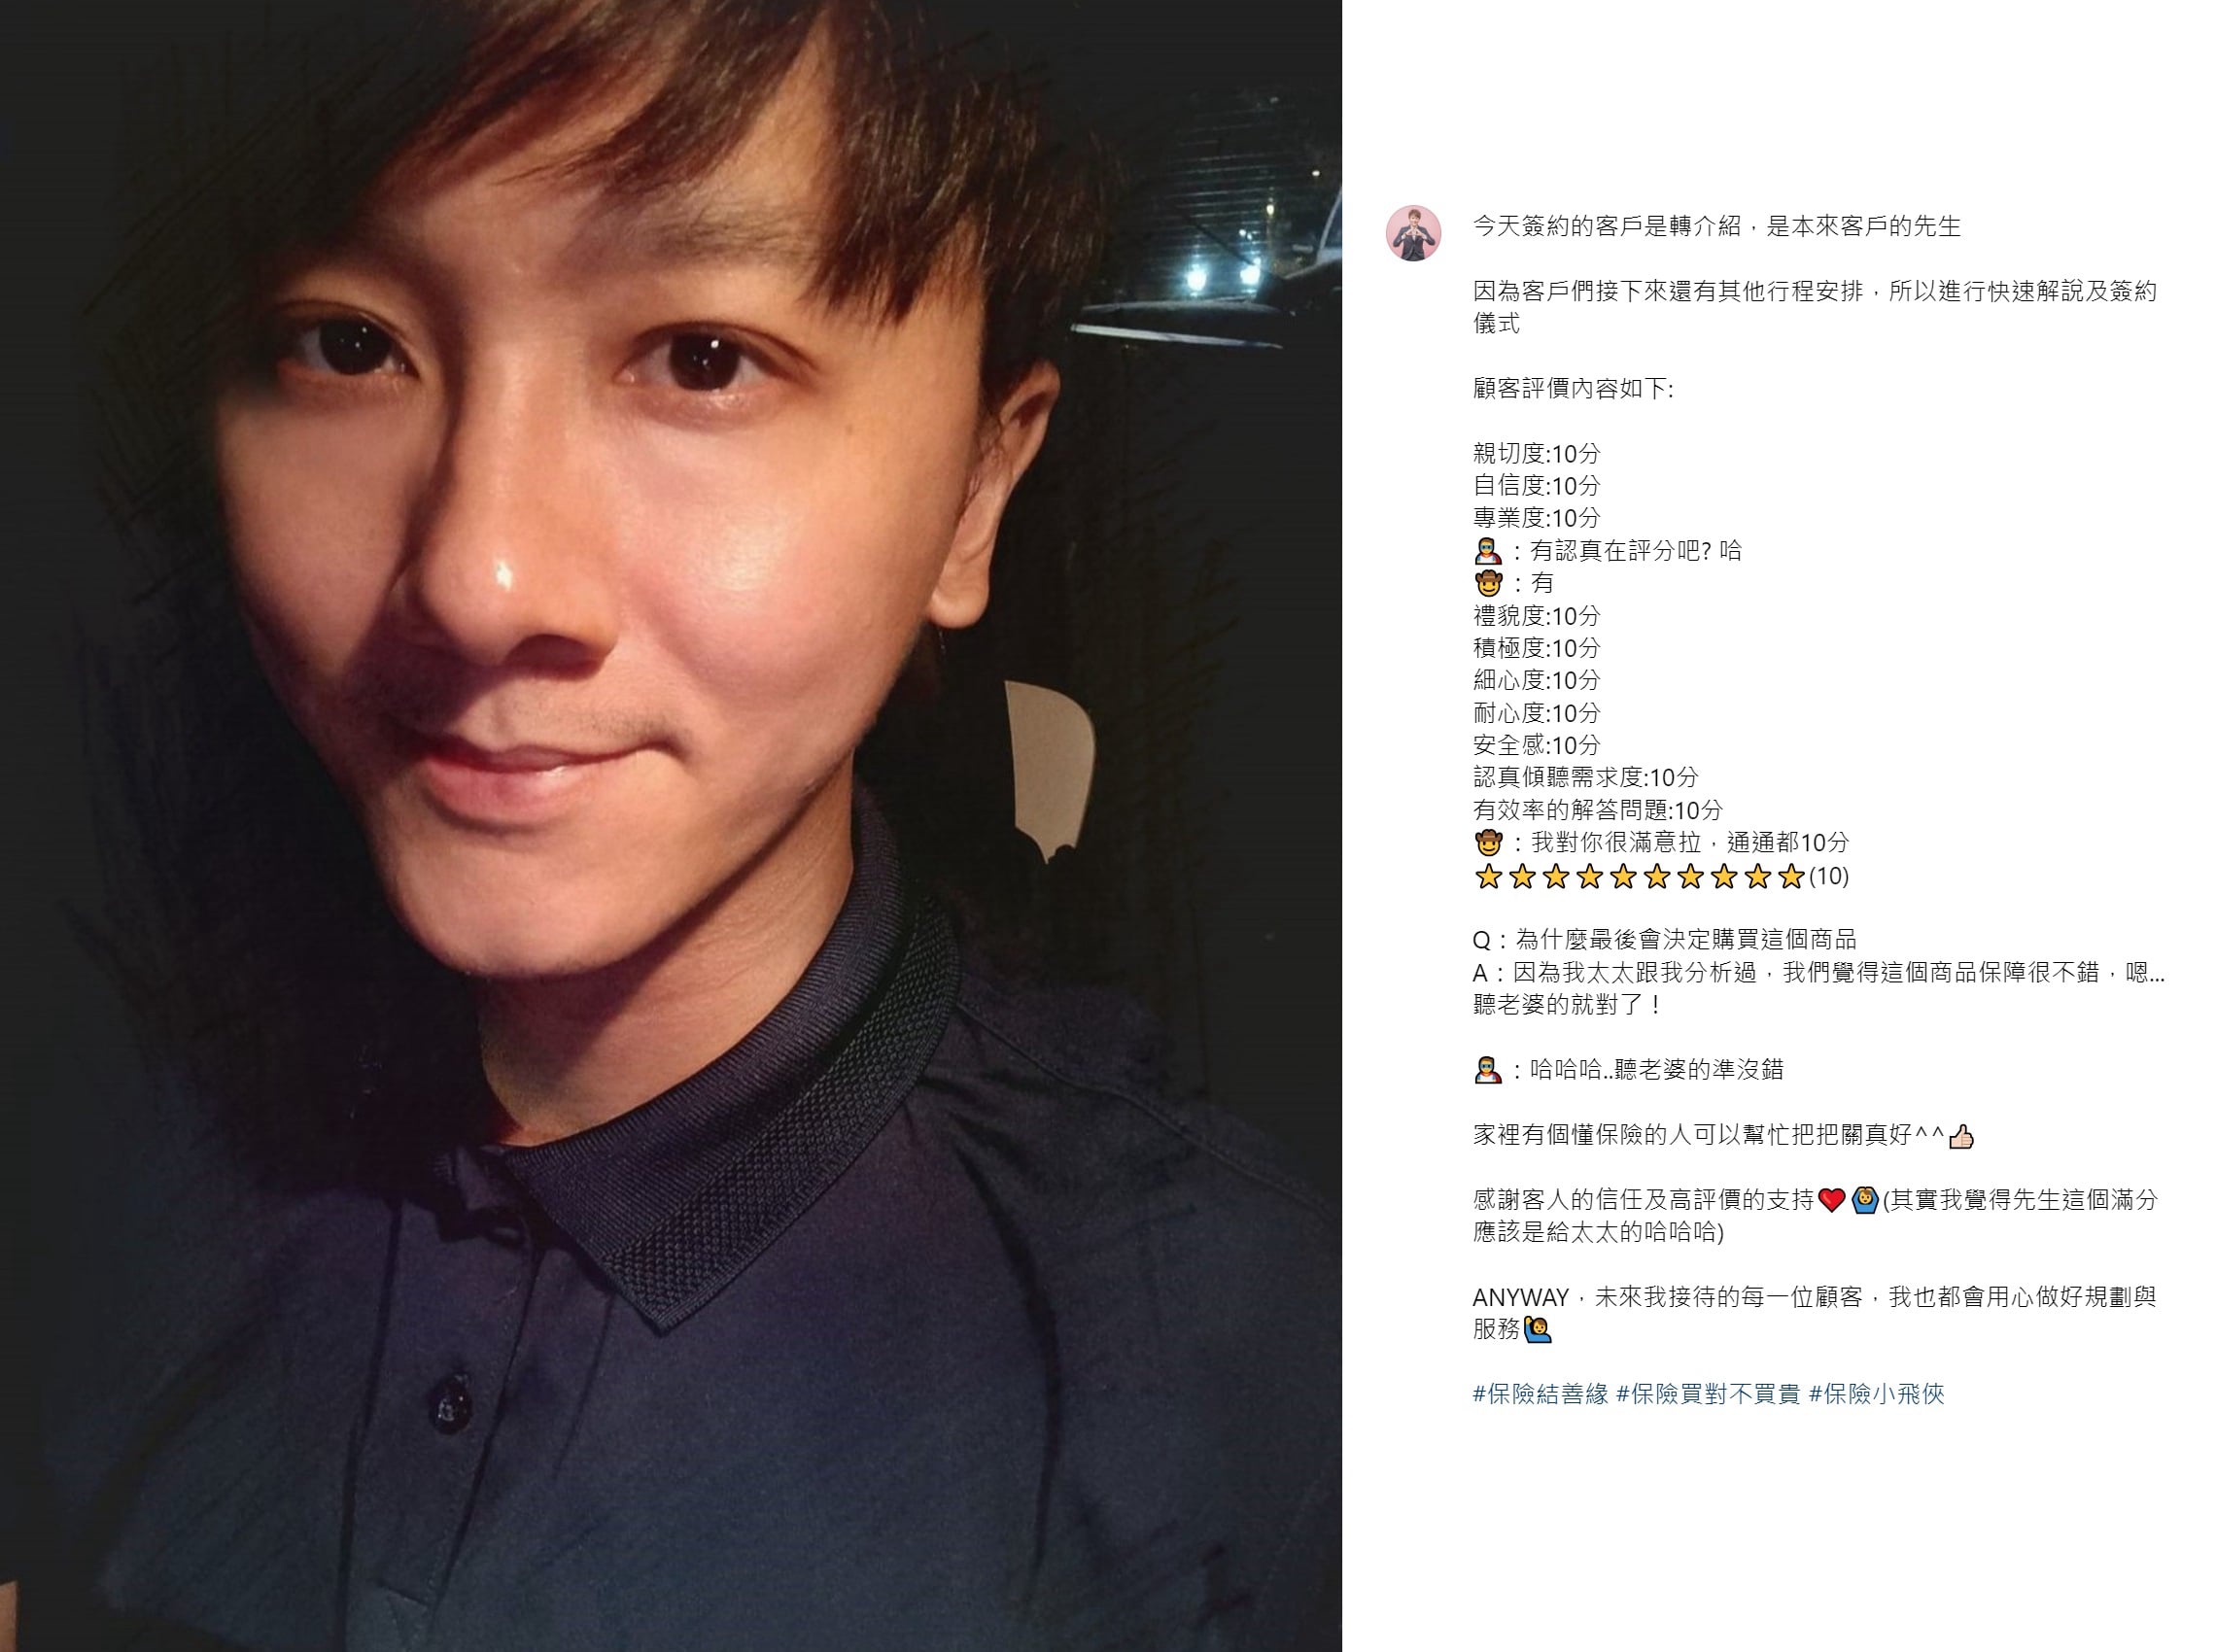 今天簽約的客戶是轉介紹，是本來客戶的先生
因為客戶們接下來還有其他行程安排，所以進行快速解說及簽約
儀式
顧客評價內容如下:
親切度:10分
自信度:10分
專業度:10分
🦸‍♂️：有認真在評分吧? 哈
🤠：有
禮貌度:10分
積極度:10分
細心度:10分
耐心度:10分
安全感:10分
認真傾聽需求度:10分
有效率的解答問題:10分
🤠：我對你很滿意拉，通通都10分
⭐⭐⭐⭐⭐⭐⭐⭐⭐⭐(10)
Q：為什麼最後會決定購買這個商品
A：因為我太太跟我分析過，我們覺得這個商品保障很不錯，嗯...
聽老婆的就對了！
🦸‍♂️：哈哈哈..聽老婆的準沒錯
家裡有個懂保險的人可以幫忙把把關真好^^👍🏻
感謝客人的信任及高評價的支持❤️🙆‍♂️(其實我覺得先生這個滿分
應該是給太太的哈哈哈)
ANYWAY，未來我接待的每一位顧客，我也都會用心做好規劃與
服務🙋‍♂️
#保險結善緣 #保險買對不買貴 #保險小飛俠